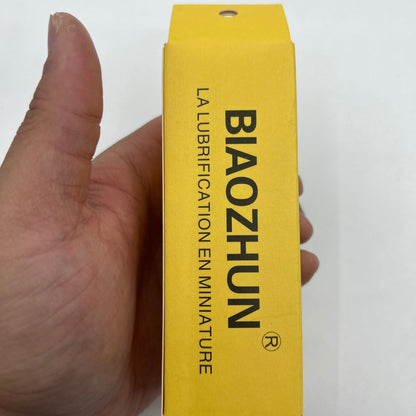 BIAOZHUN®
LA LUBRIFICATION EN MINIATURE